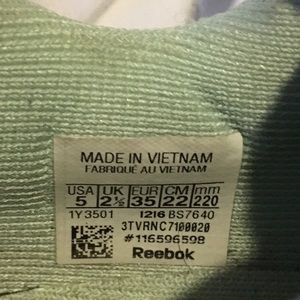 MADE IN VIETNAM
FABRIQUÉ AU VIETNAM
USA UK EUR CM mm
5 2½ 35 22 220
1Y3501 1216 BS7640
3TVRNC7100020
#116596598
Reebok